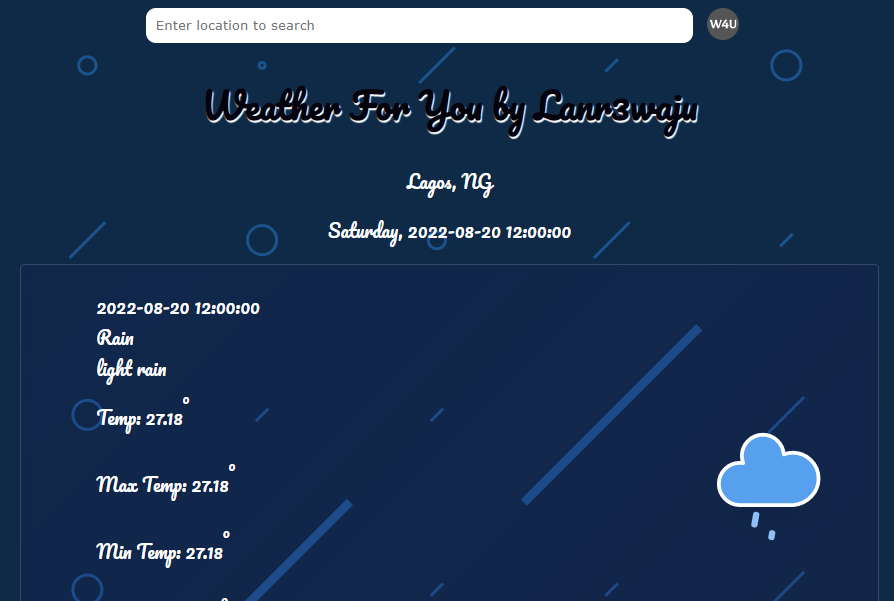 Enter location to search
W4U
Weather For You by Lanr3waju
Lagos, NG
Saturday, 2022-08-20 12:00:00
2022-08-20 12:00:00
Rain
light rain
Temp: 27.18°
Max Temp: 27.18°
Min Temp: 27.18°